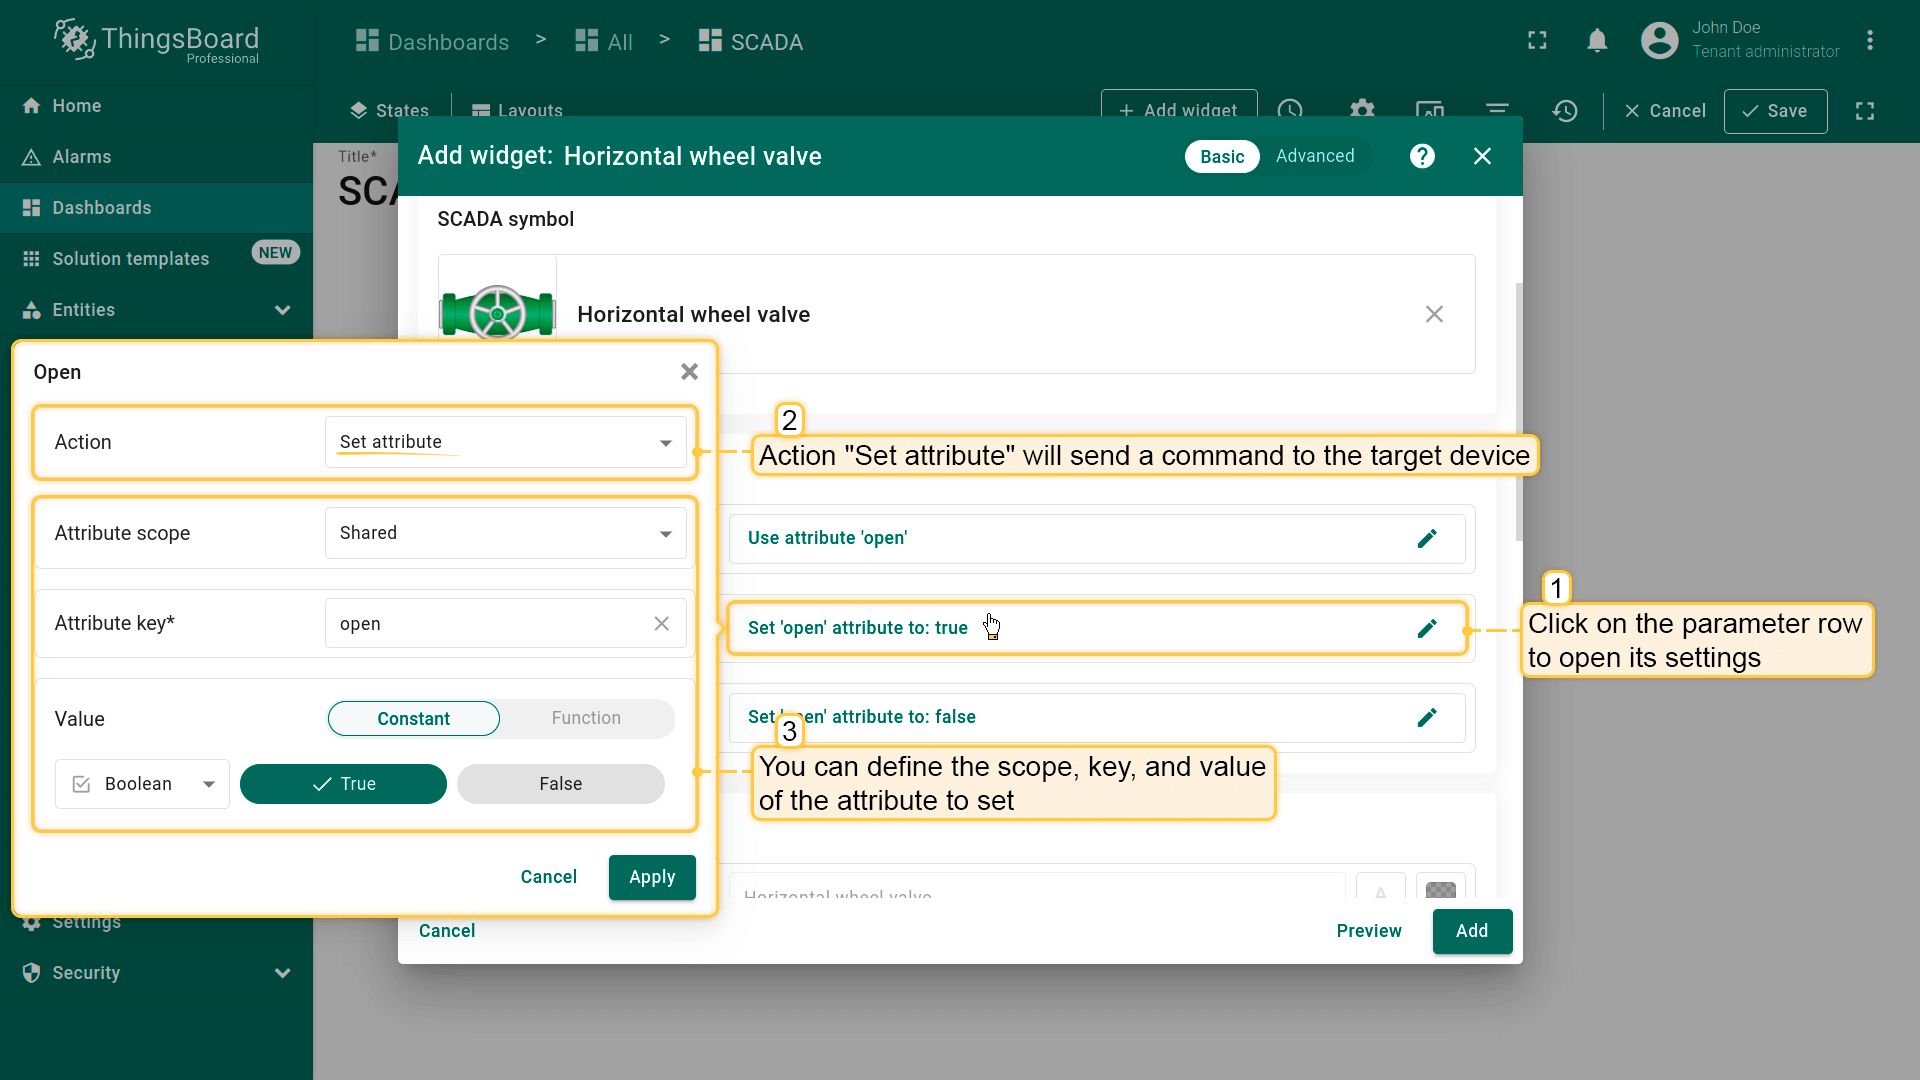 ThingsBoard
Professional
Dashboards > All > SCADA
John Doe
Tenant administrator
Home
Alarms
Dashboards
Solution templates NEW
Entities
Settings
Security
States
Layouts
+ Add widget
Cancel
Save
Title*
SCA
Add widget: Horizontal wheel valve
Basic
Advanced
SCADA symbol
Horizontal wheel valve
Open
Action
Set attribute
Attribute scope
Shared
Attribute key*
open
Value
Constant
Function
Boolean
True
False
Cancel
Apply
2
Action "Set attribute" will send a command to the target device
Use attribute 'open'
Set 'open' attribute to: true
1
Click on the parameter row
to open its settings
Set 'open' attribute to: false
3
You can define the scope, key, and value
of the attribute to set
Horizontal wheel valve
A
Cancel
Preview
Add